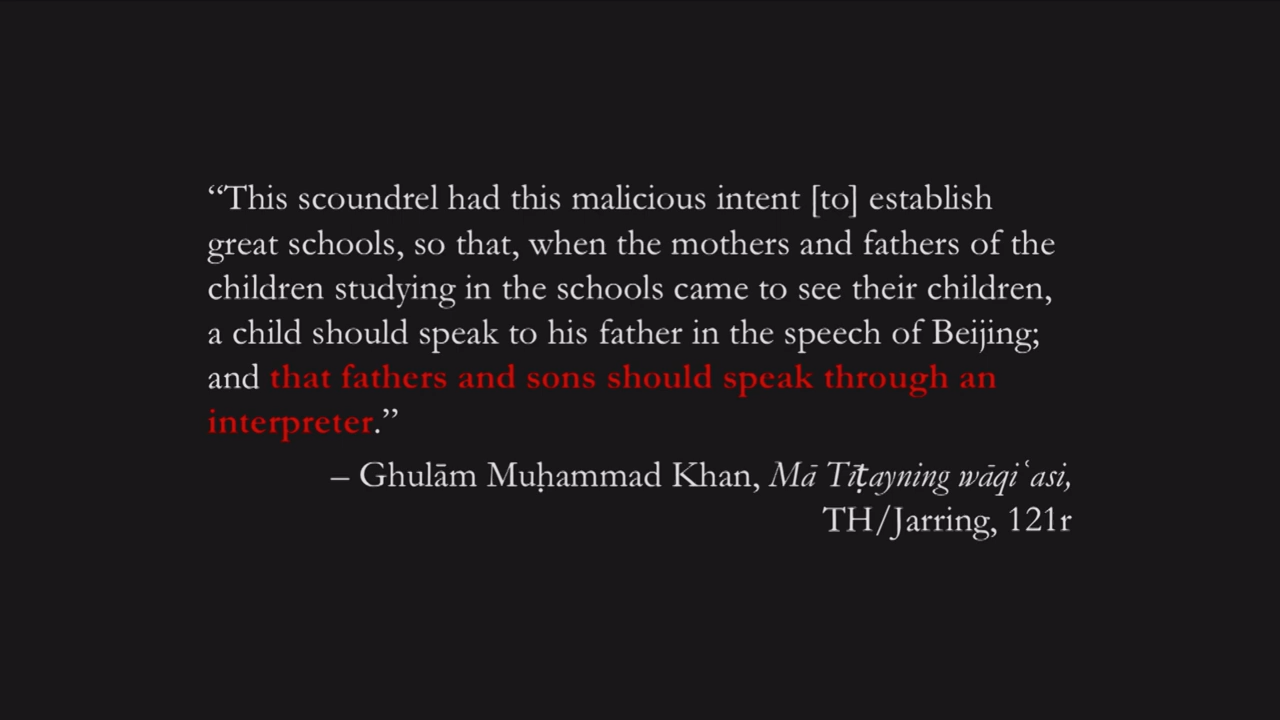 “This scoundrel had this malicious intent [to] establish
great schools, so that, when the mothers and fathers of the
children studying in the schools came to see their children,
a child should speak to his father in the speech of Beijing;
and that fathers and sons should speak through an
interpreter.”
– Ghulām Muḥammad Khan, Mā Tīṭayning wāqiʿasi,
TH/Jarring, 121r